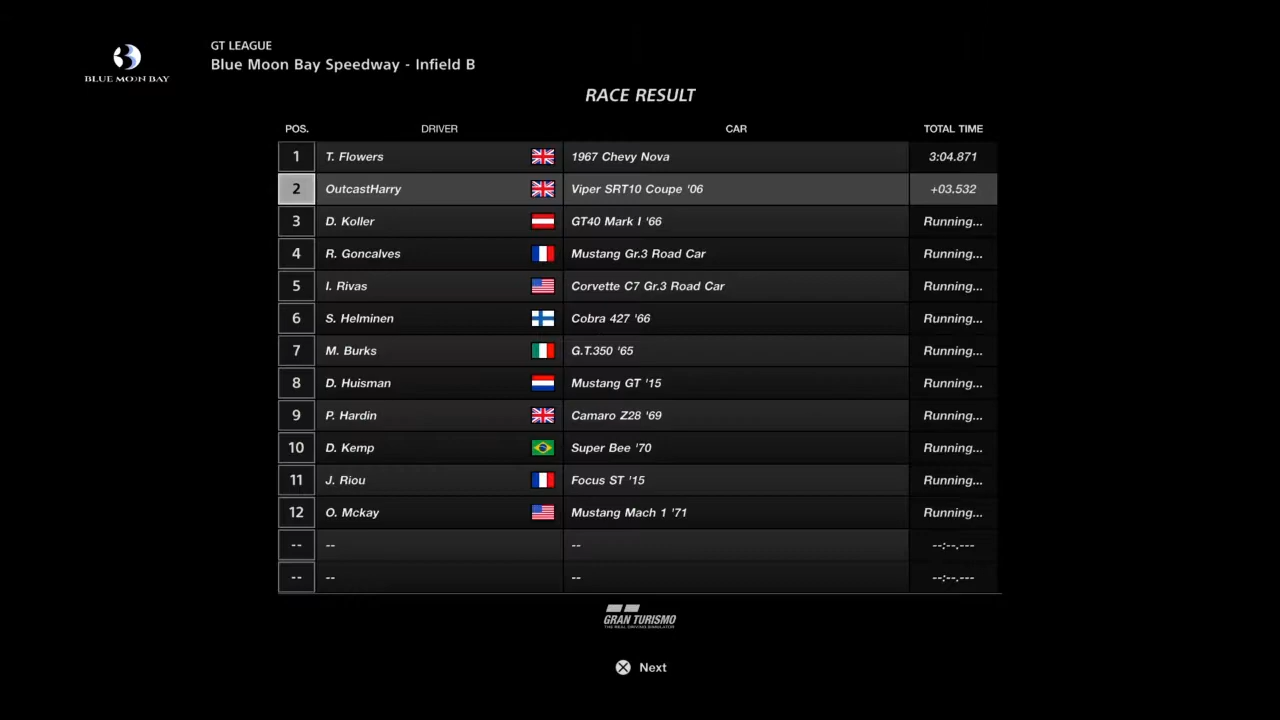 GT LEAGUE
BLUE MOON BAY
Blue Moon Bay Speedway - Infield B
RACE RESULT
POS. DRIVER CAR TOTAL TIME
1 T. Flowers 1967 Chevy Nova 3:04.871
2 OutcastHarry Viper SRT10 Coupe '06 +03.532
3 D. Koller GT40 Mark I '66 Running...
4 R. Goncalves Mustang Gr.3 Road Car Running...
5 I. Rivas Corvette C7 Gr.3 Road Car Running...
6 S. Helminen Cobra 427 '66 Running...
7 M. Burks G.T.350 '65 Running...
8 D. Huisman Mustang GT '15 Running...
9 P. Hardin Camaro Z28 '69 Running...
10 D. Kemp Super Bee '70 Running...
11 J. Riou Focus ST '15 Running...
12 O. Mckay Mustang Mach 1 '71 Running...
-- -- -- --:--.---
-- -- -- --:--.---
GRAN TURISMO
THE REAL DRIVING SIMULATOR
Next